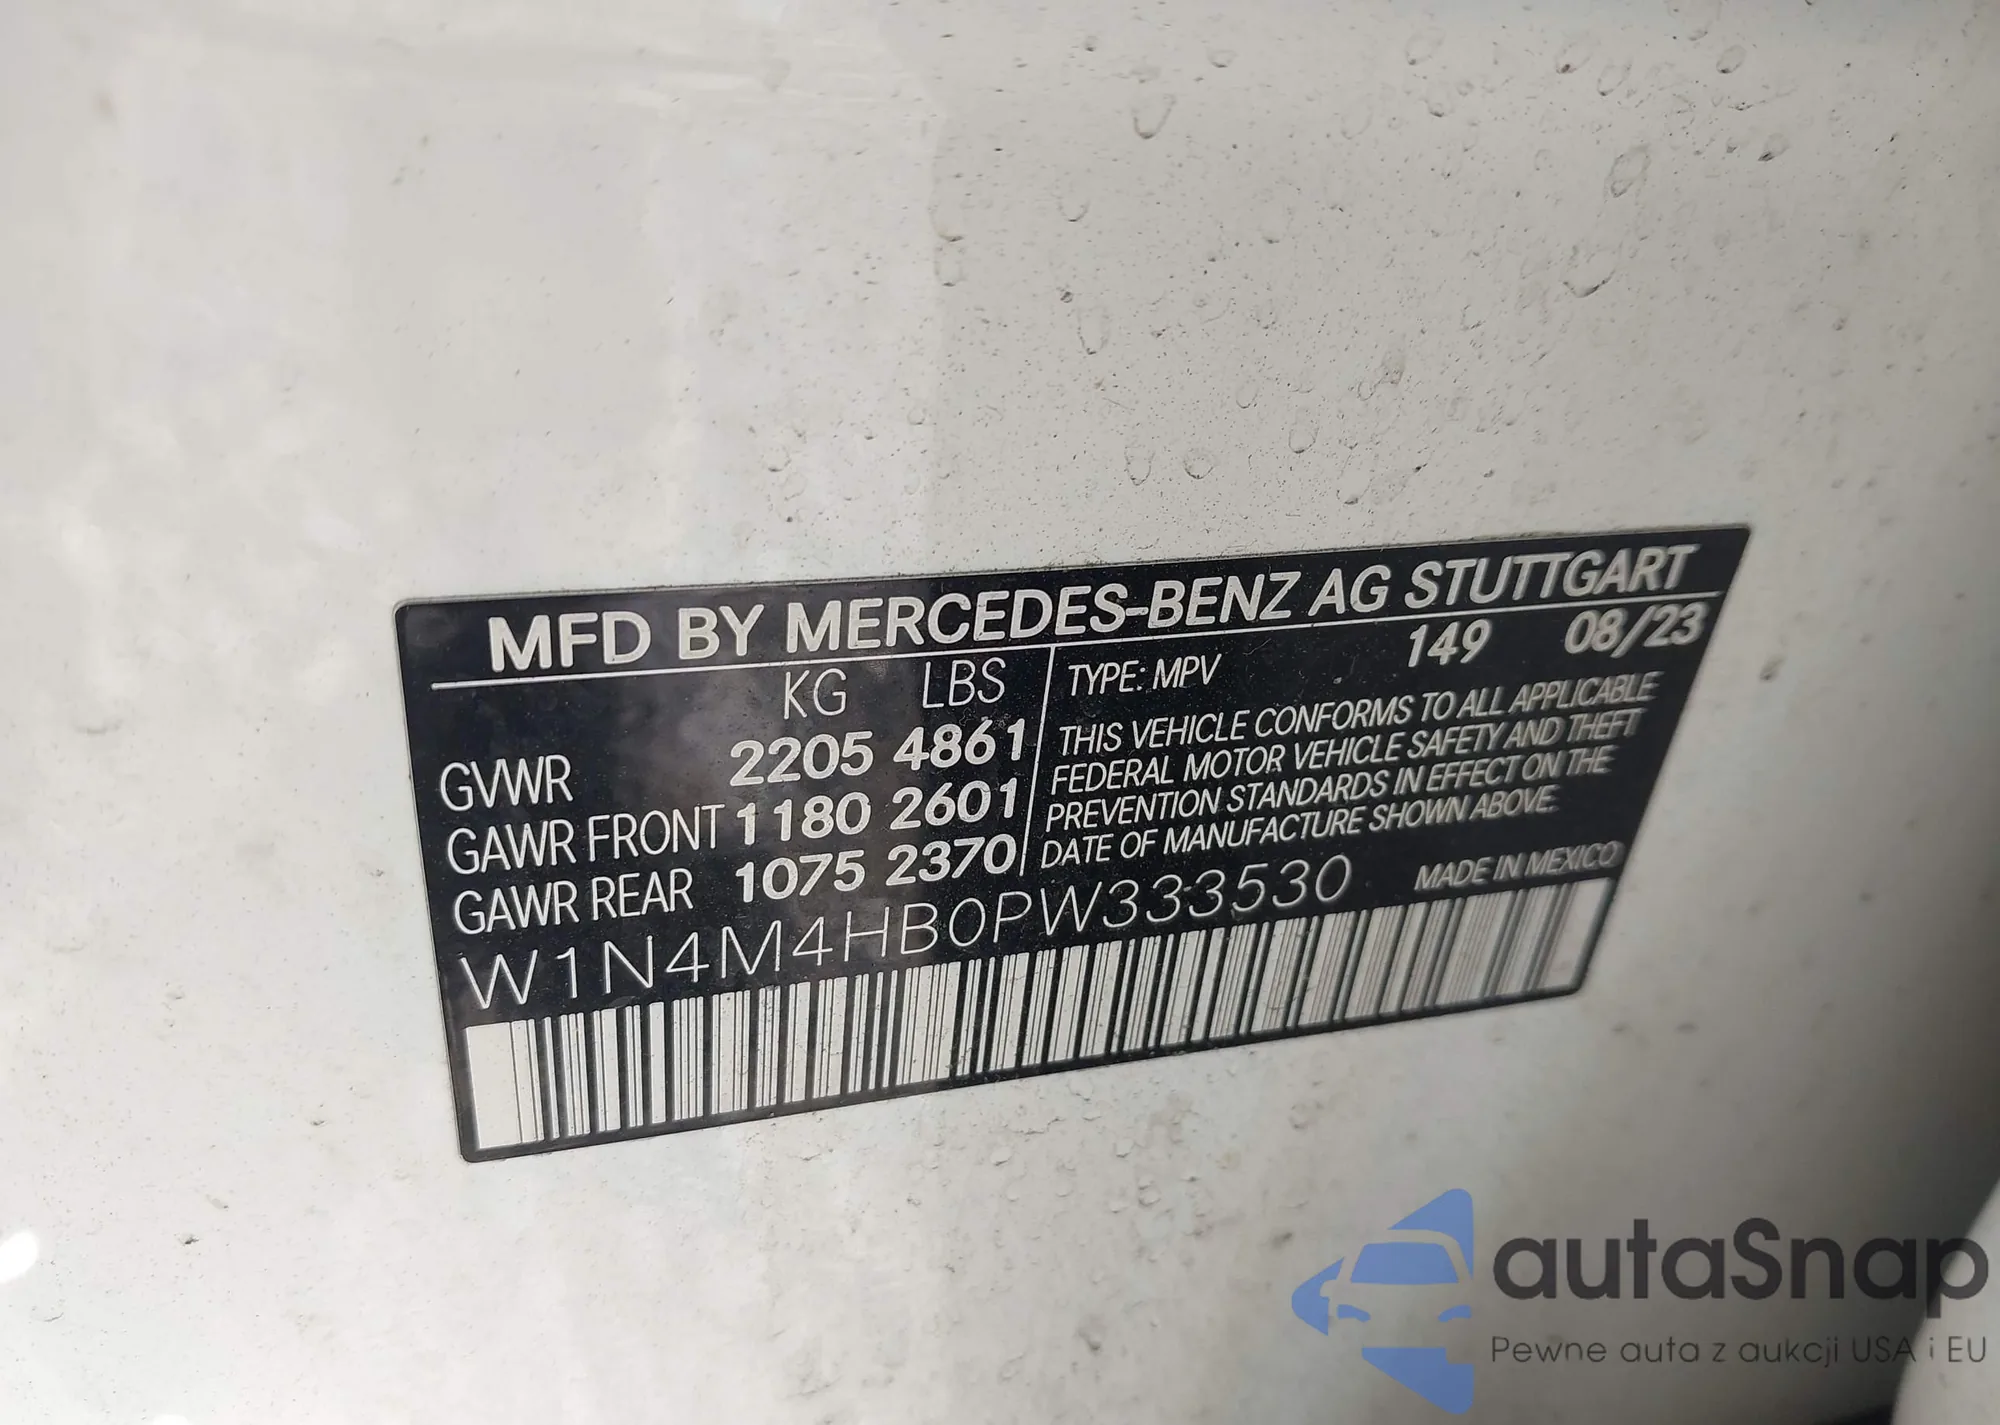 MFD BY MERCEDES-BENZ AG STUTTGART
KG LBS
GVWR 2205 4861
GAWR FRONT 1180 2601
GAWR REAR 1075 2370
TYPE: MPV 149 08/23
THIS VEHICLE CONFORMS TO ALL APPLICABLE
FEDERAL MOTOR VEHICLE SAFETY AND THEFT
PREVENTION STANDARDS IN EFFECT ON THE
DATE OF MANUFACTURE SHOWN ABOVE.
W1N4M4HB0PW333530 MADE IN MEXICO
autaSnap
Pewne auta z aukcji USA i EU